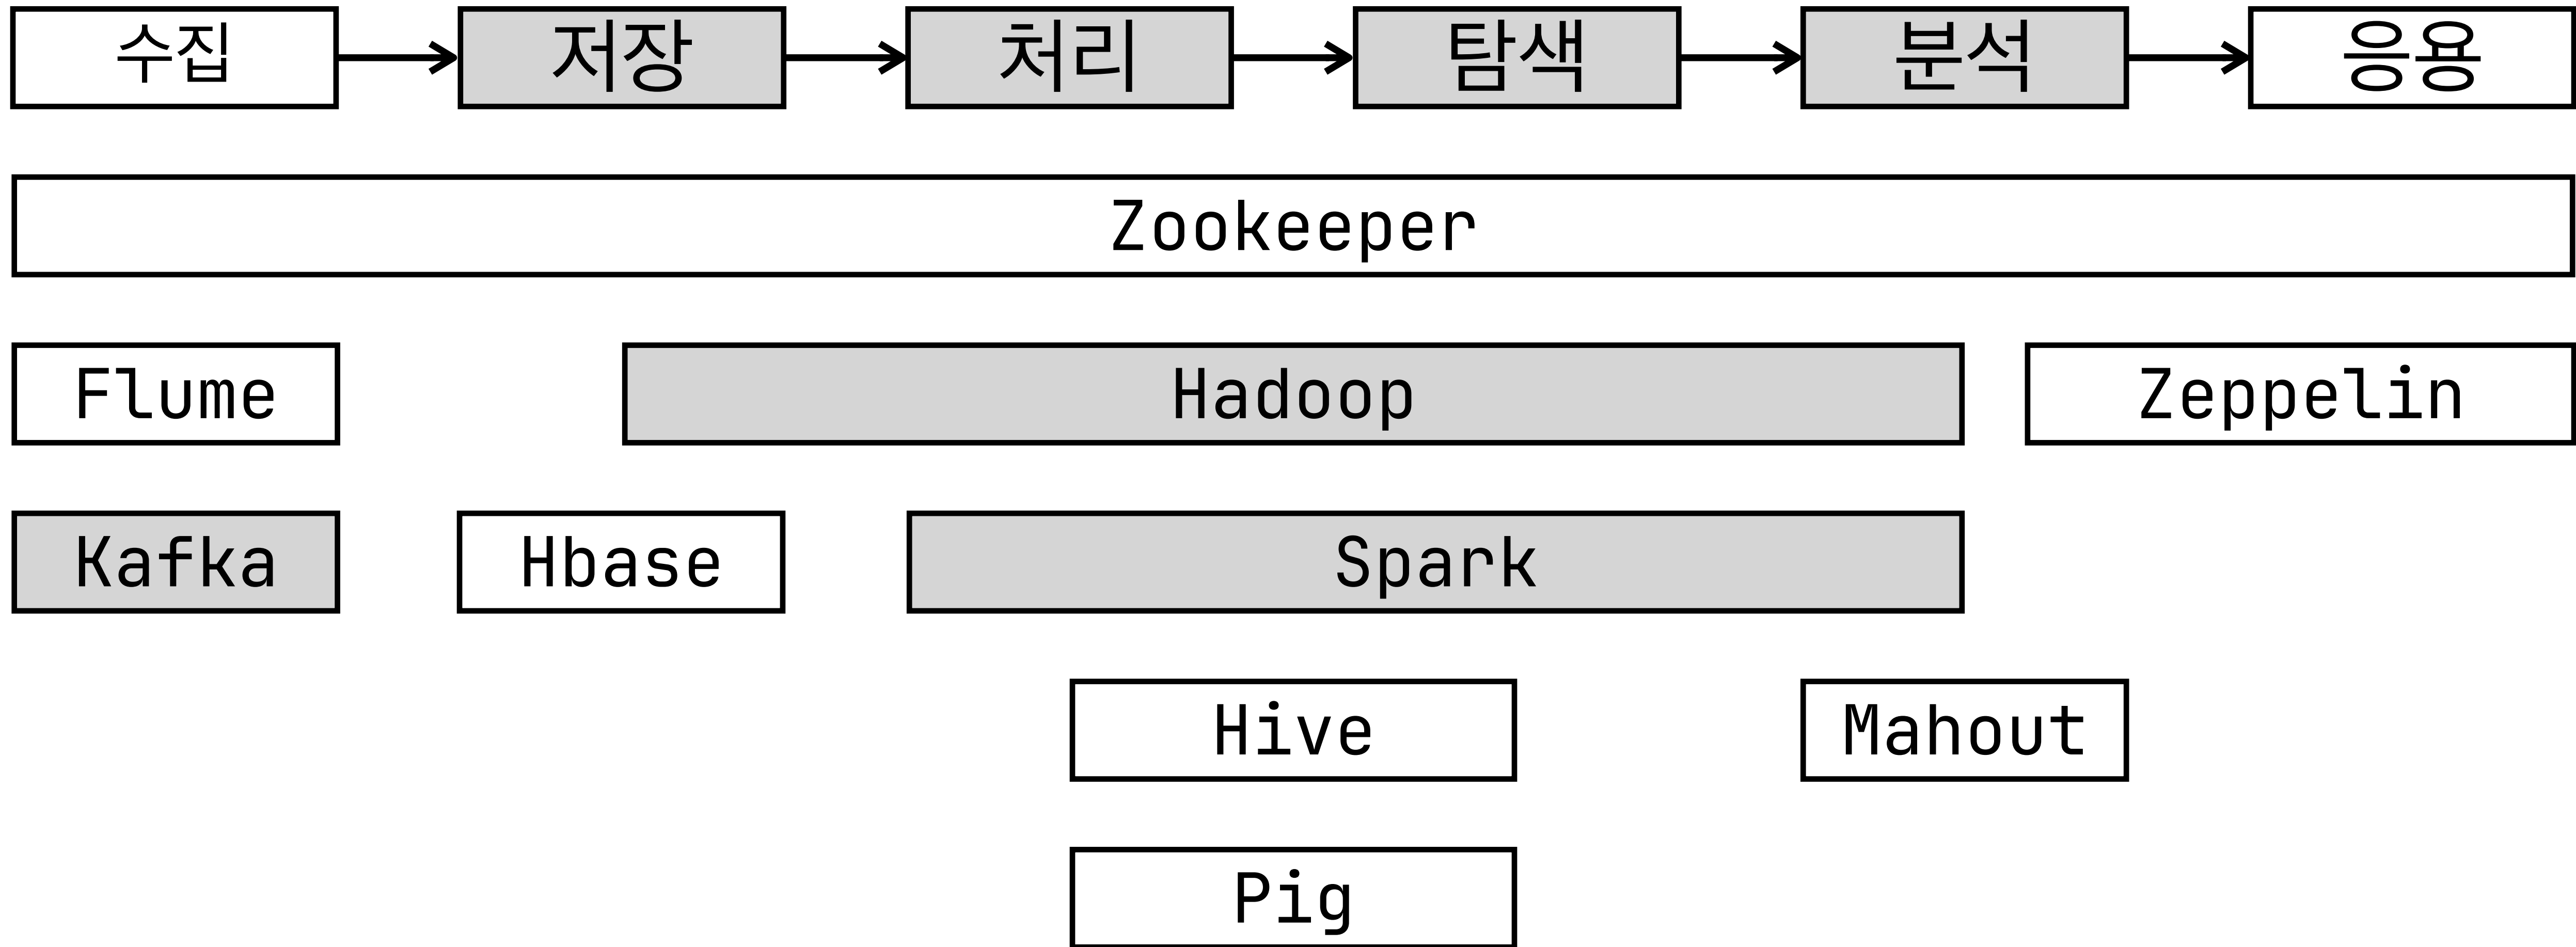 수집 저장 처리 탐색 분석 응용
Zookeeper
Flume Hadoop Zeppelin
Kafka Hbase Spark
Hive Mahout
Pig